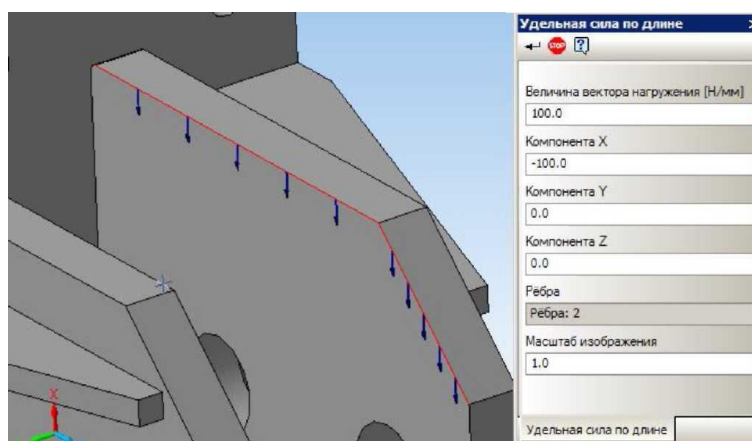 Удельная сила по длине
STOP
Величина вектора нагружения [Н/мм]
100.0
Компонента X
-100.0
Компонента Y
0.0
Компонента Z
0.0
Рёбра
Рёбра: 2
Масштаб изображения
1.0
Удельная сила по длине
X